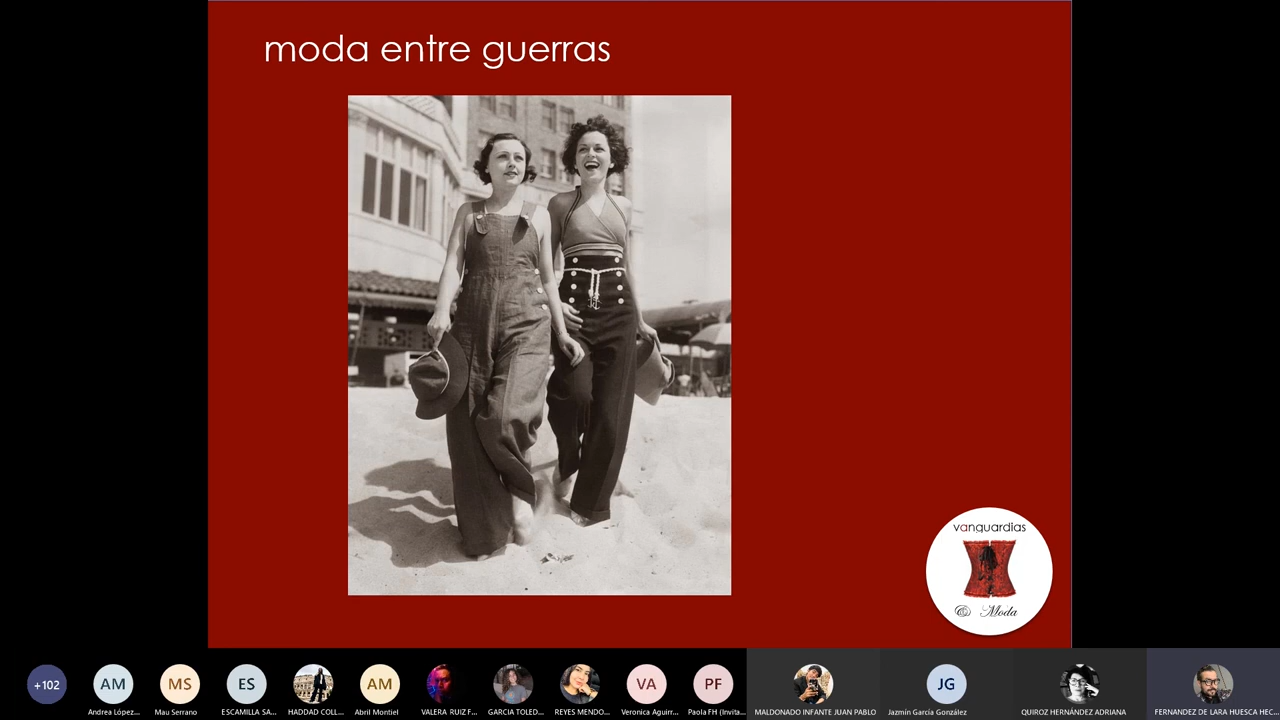 moda entre guerras
vanguardias
& Moda
+102
AM
MS
ES
AM
VA
PF
JG
Andrea López...
Mau Serrano
ESCAMILLA SA...
HADDAD COLL...
Abril Montiel
VALERA RUIZ F...
GARCIA TOLED...
REYES MENDO...
Veronica Aguirr...
Paola FH (Invita...
MALDONADO INFANTE JUAN PABLO
Jazmín García González
QUIROZ HERNÁNDEZ ADRIANA
FERNANDEZ DE LARA HUESCA HEC...